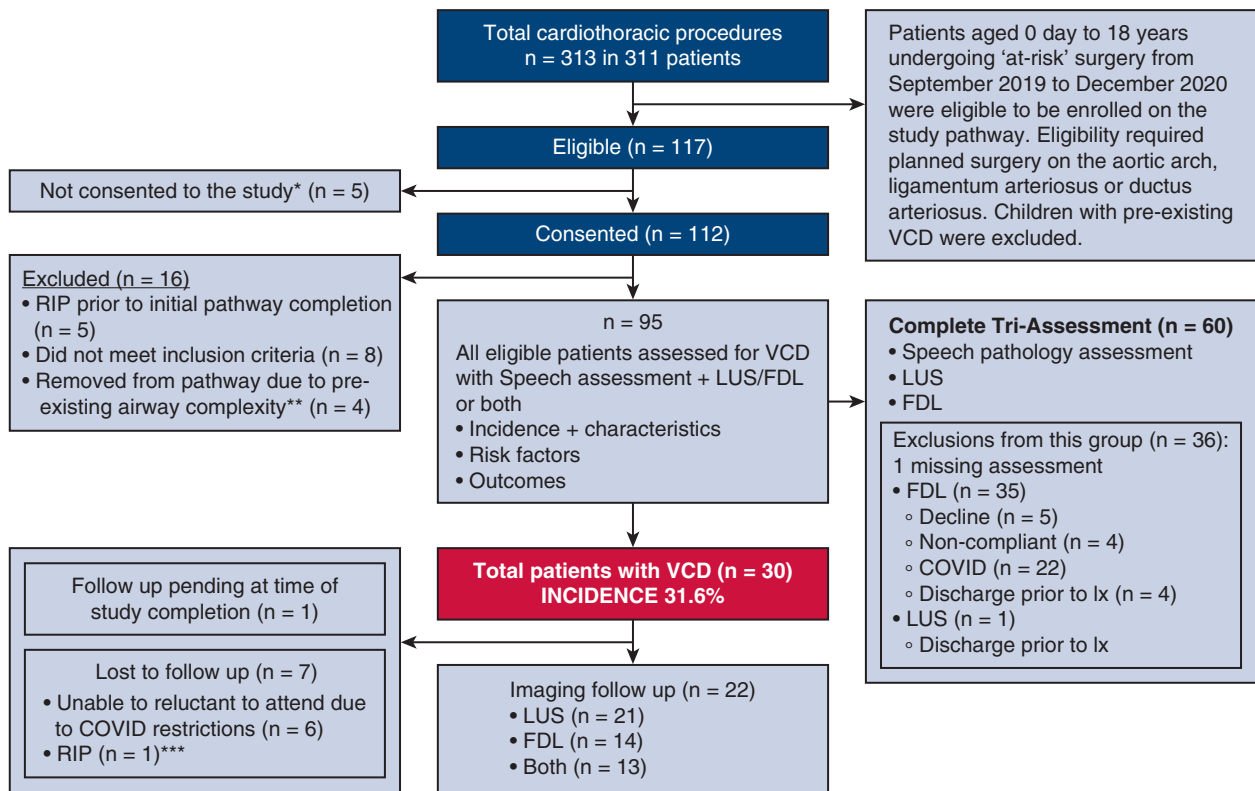 Total cardiothoracic procedures
n = 313 in 311 patients
Patients aged 0 day to 18 years
undergoing ‘at-risk’ surgery from
September 2019 to December 2020
were eligible to be enrolled on the
study pathway. Eligibility required
planned surgery on the aortic arch,
ligamentum arteriosus or ductus
arteriosus. Children with pre-existing
VCD were excluded.
Eligible (n = 117)
Not consented to the study* (n = 5)
Consented (n = 112)
Excluded (n = 16)
• RIP prior to initial pathway completion
(n = 5)
• Did not meet inclusion criteria (n = 8)
• Removed from pathway due to pre-
existing airway complexity** (n = 4)
n = 95
All eligible patients assessed for VCD
with Speech assessment + LUS/FDL
or both
• Incidence + characteristics
• Risk factors
• Outcomes
Complete Tri-Assessment (n = 60)
• Speech pathology assessment
• LUS
• FDL
Exclusions from this group (n = 36):
1 missing assessment
• FDL (n = 35)
◦ Decline (n = 5)
◦ Non-compliant (n = 4)
◦ COVID (n = 22)
◦ Discharge prior to Ix (n = 4)
• LUS (n = 1)
◦ Discharge prior to Ix
Total patients with VCD (n = 30)
INCIDENCE 31.6%
Follow up pending at time of
study completion (n = 1)
Lost to follow up (n = 7)
• Unable to reluctant to attend due
to COVID restrictions (n = 6)
• RIP (n = 1)***
Imaging follow up (n = 22)
• LUS (n = 21)
• FDL (n = 14)
• Both (n = 13)